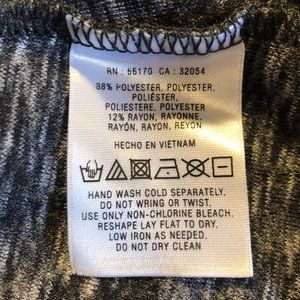 RN : 66170 CA : 32054
88% POLYESTER, POLYESTER,
POLIÉSTER,
POLIESTERE, POLYESTER
12% RAYON, RAYONNE,
RAYÓN, RAYON, REYON
HECHO EN VIETNAM
HAND WASH COLD SEPARATELY.
DO NOT WRING OR TWIST.
USE ONLY NON-CHLORINE BLEACH.
RESHAPE LAY FLAT TO DRY.
LOW IRON AS NEEDED.
DO NOT DRY CLEAN